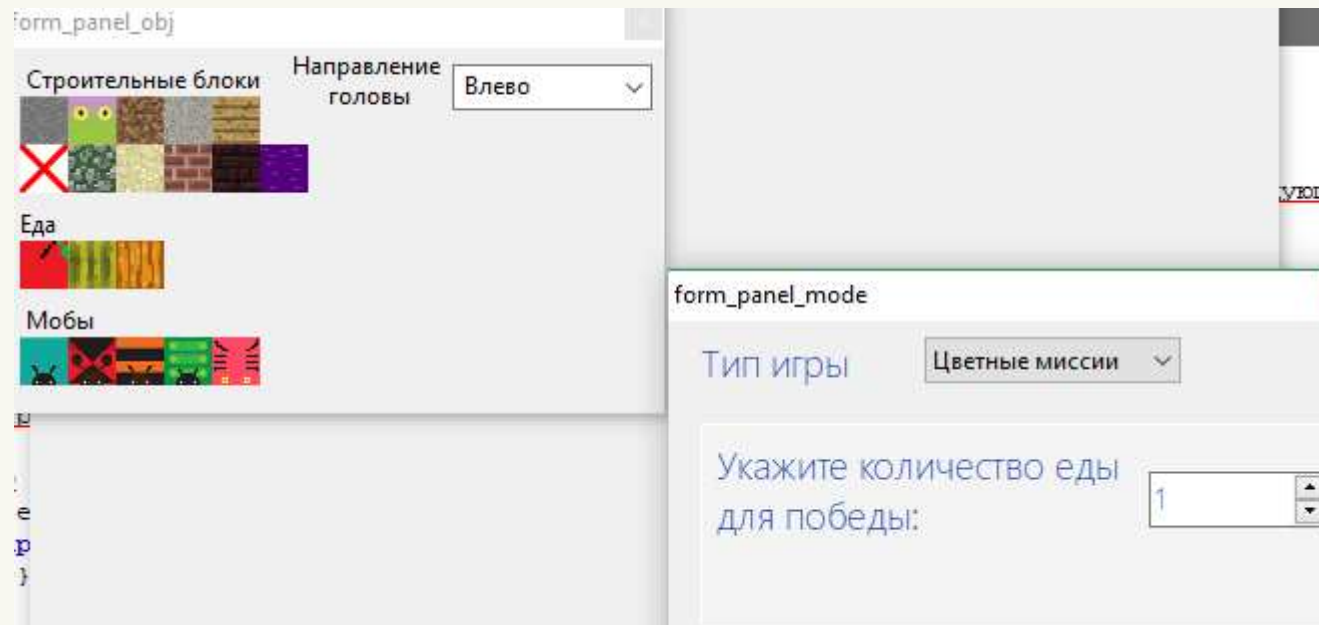 form_panel_obj
Строительные блоки
Направление
головы
Влево
Еда
Мобы
form_panel_mode
Тип игры
Цветные миссии
Укажите количество еды
для победы:
1